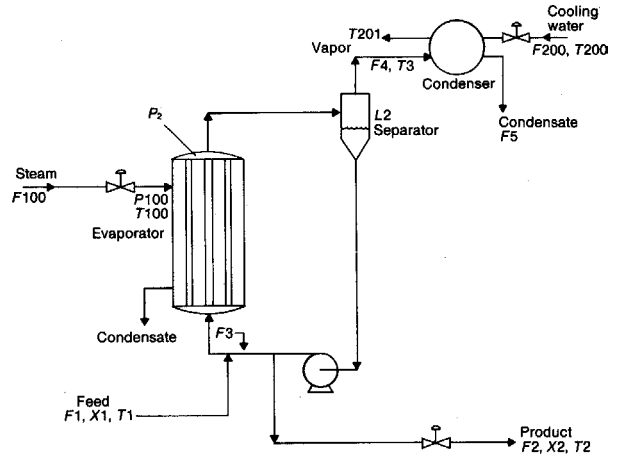 Cooling
water
F200, T200
T201
Vapor
F4, T3
Condenser
Condensate
F5
P2
L2
Separator
Steam
F100
P100
T100
Evaporator
Condensate
F3
Feed
F1, X1, T1
Product
F2, X2, T2